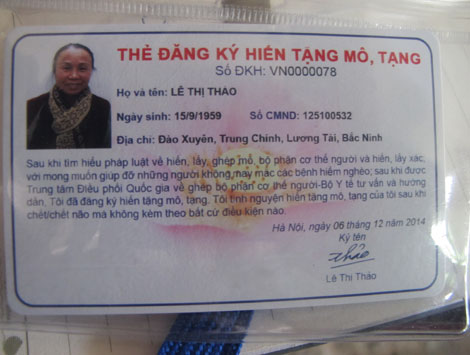 THẺ ĐĂNG KÝ HIẾN TẶNG MÔ, TẠNG
Số ĐKH: VN0000078
Họ và tên: LÊ THỊ THẢO
Ngày sinh: 15/9/1959 Số CMND: 125100532
Địa chỉ: Đào Xuyên, Trung Chính, Lương Tài, Bắc Ninh
Sau khi tìm hiểu pháp luật về hiến, lấy, ghép mô, bộ phận cơ thể người và hiến, lấy xác,
với mong muốn giúp đỡ những người không may mắc các bệnh hiểm nghèo; sau khi được
Trung tâm Điều phối Quốc gia về ghép bộ phận cơ thể người-Bộ Y tế tư vấn và hướng
dẫn, Tôi đã đăng ký hiến tặng mô, tạng. Tôi tình nguyện hiến tặng mô, tạng của tôi sau khi
chết/chết não mà không kèm theo bất cứ điều kiện nào
Hà Nội, ngày 06 tháng 12 năm 2014
Ký tên
Thảo
Lê Thị Thảo